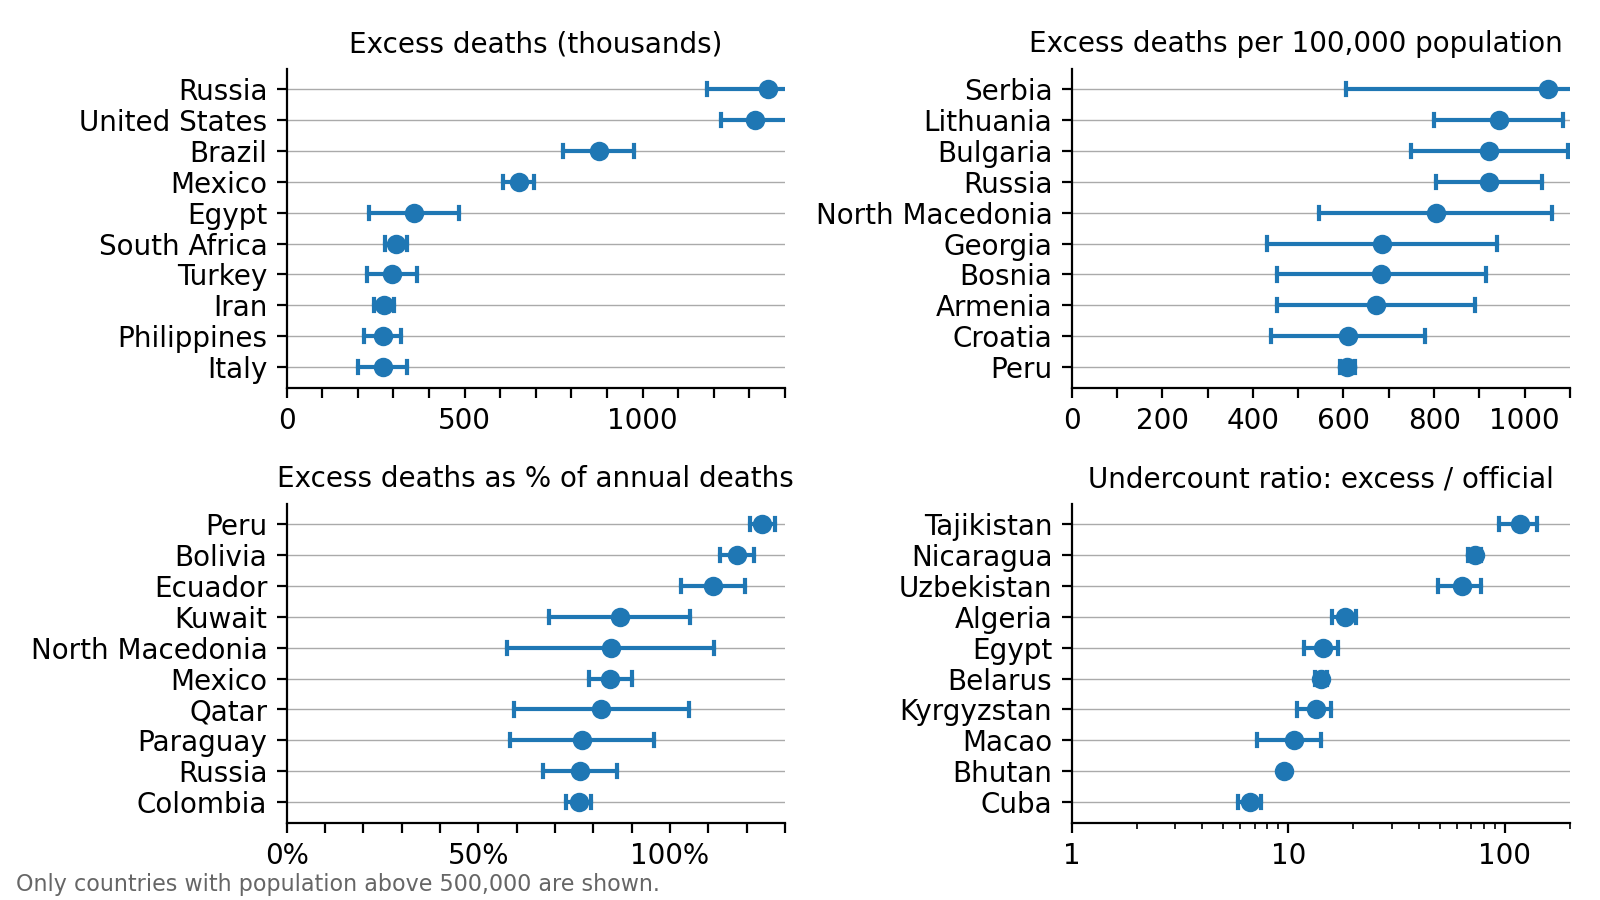 Excess deaths (thousands)
Russia
United States
Brazil
Mexico
Egypt
South Africa
Turkey
Iran
Philippines
Italy
0 500 1000
Excess deaths per 100,000 population
Serbia
Lithuania
Bulgaria
Russia
North Macedonia
Georgia
Bosnia
Armenia
Croatia
Peru
0 200 400 600 800 1000
Excess deaths as % of annual deaths
Peru
Bolivia
Ecuador
Kuwait
North Macedonia
Mexico
Qatar
Paraguay
Russia
Colombia
0% 50% 100%
Undercount ratio: excess / official
Tajikistan
Nicaragua
Uzbekistan
Algeria
Egypt
Belarus
Kyrgyzstan
Macao
Bhutan
Cuba
1 10 100
Only countries with population above 500,000 are shown.